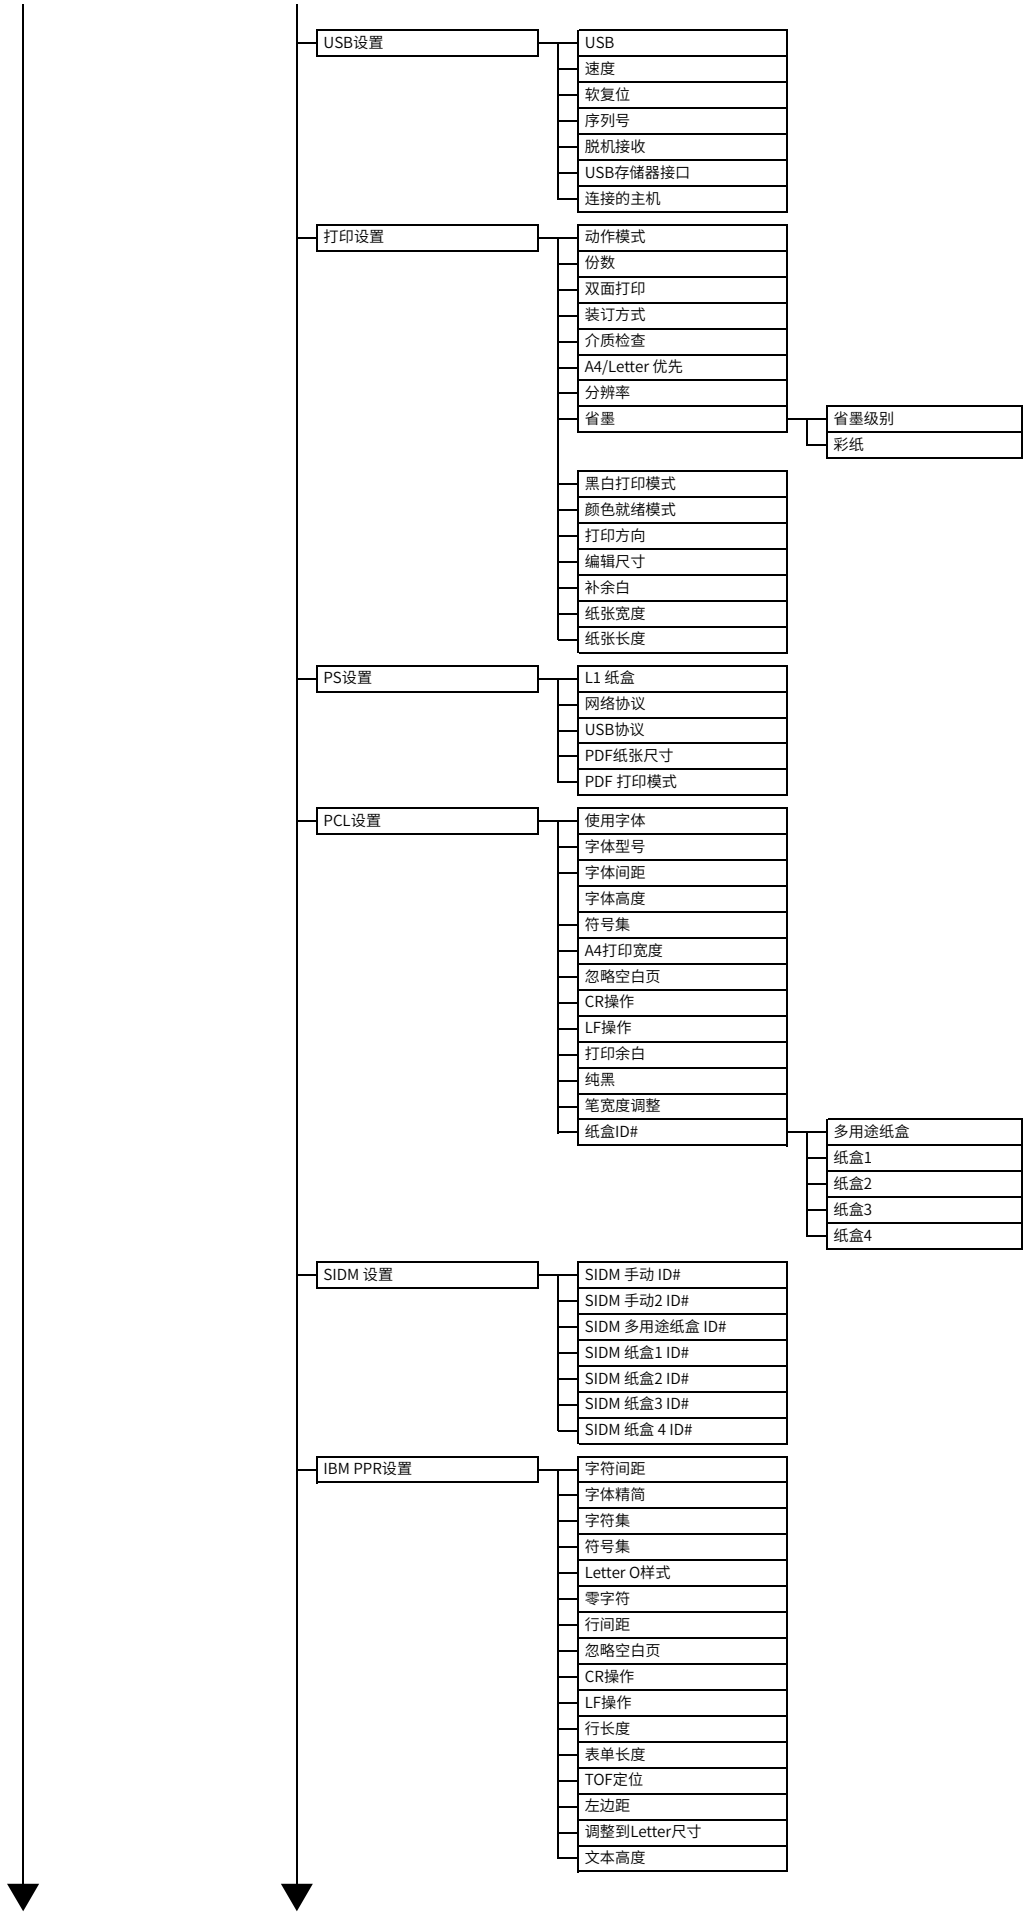 USB设置
USB
速度
软复位
序列号
脱机接收
USB存储器接口
连接的主机
打印设置
动作模式
份数
双面打印
装订方式
介质检查
A4/Letter 优先
分辨率
省墨
省墨级别
彩纸
黑白打印模式
颜色就绪模式
打印方向
编辑尺寸
补余白
纸张宽度
纸张长度
PS设置
L1 纸盒
网络协议
USB协议
PDF纸张尺寸
PDF 打印模式
PCL设置
使用字体
字体型号
字体间距
字体高度
符号集
A4打印宽度
忽略空白页
CR操作
LF操作
打印余白
纯黑
笔宽度调整
纸盒ID#
多用途纸盒
纸盒1
纸盒2
纸盒3
纸盒4
SIDM 设置
SIDM 手动 ID#
SIDM 手动2 ID#
SIDM 多用途纸盒 ID#
SIDM 纸盒1 ID#
SIDM 纸盒2 ID#
SIDM 纸盒3 ID#
SIDM 纸盒 4 ID#
IBM PPR设置
字符间距
字体精简
字符集
符号集
Letter O样式
零字符
行间距
忽略空白页
CR操作
LF操作
行长度
表单长度
TOF定位
左边距
调整到Letter尺寸
文本高度